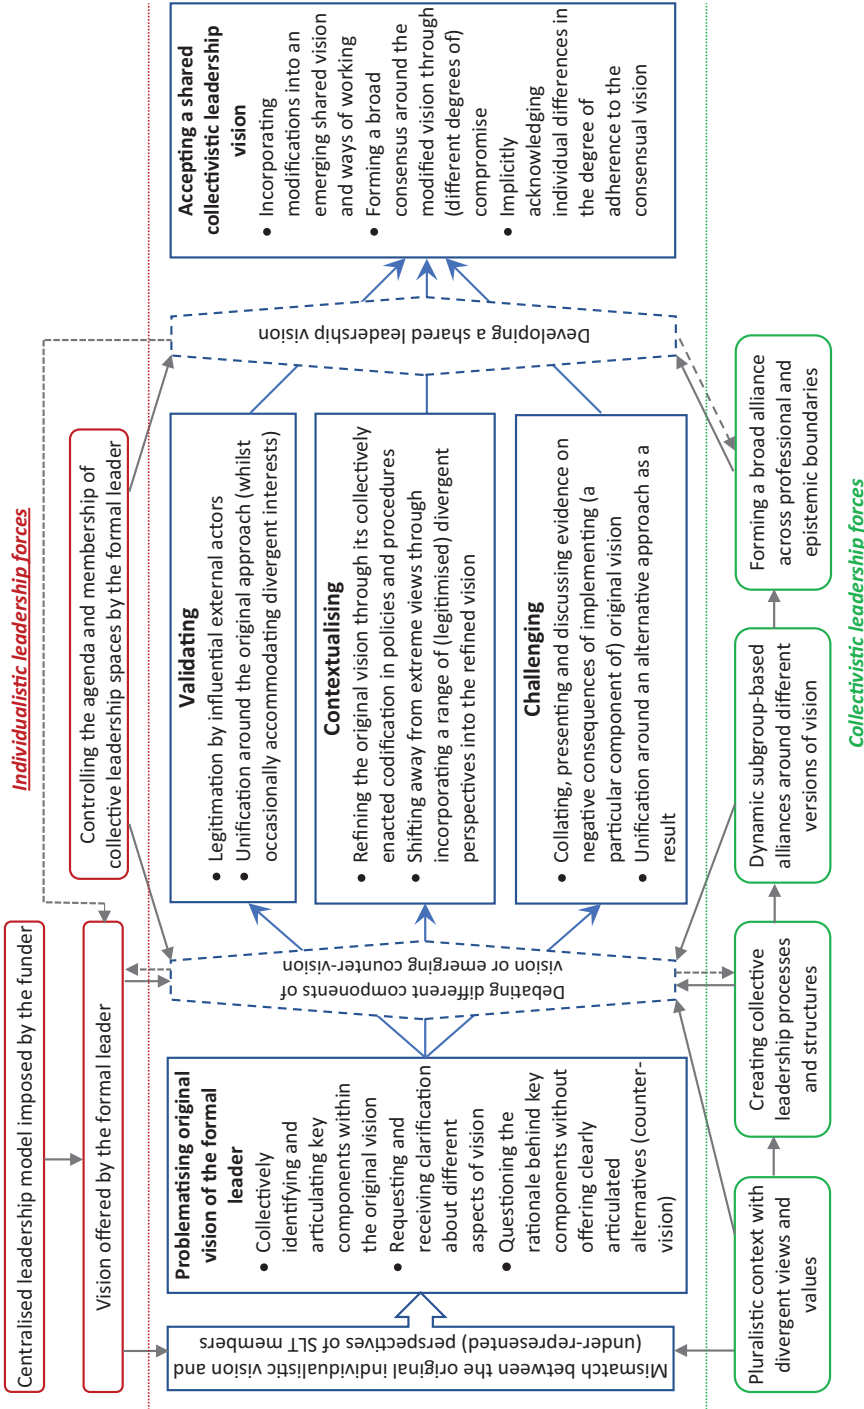 Individualistic leadership forces
Centralised leadership model imposed by the funder
Vision offered by the formal leader
Controlling the agenda and membership of
collective leadership spaces by the formal leader
Mismatch between the original individualistic vision and
(under-represented) perspectives of SLT members
Problematising original
vision of the formal
leader
• Collectively
identifying and
articulating key
components within
the original vision
• Requesting and
receiving clarification
about different
aspects of vision
• Questioning the
rationale behind key
components without
offering clearly
articulated
alternatives (counter-
vision)
Debating different components of
vision or emerging counter-vision
Validating
• Legitimation by influential external actors
• Unification around the original approach (whilst
occasionally accommodating divergent interests)
Contextualising
• Refining the original vision through its collectively
enacted codification in policies and procedures
• Shifting away from extreme views through
incorporating a range of (legitimised) divergent
perspectives into the refined vision
Challenging
• Collating, presenting and discussing evidence on
negative consequences of implementing (a
particular component of) original vision
• Unification around an alternative approach as a
result
Developing a shared leadership vision
Accepting a shared
collectivistic leadership
vision
• Incorporating
modifications into an
emerging shared vision
and ways of working
• Forming a broad
consensus around the
modified vision through
(different degrees of)
compromise
• Implicitly
acknowledging
individual differences in
the degree of
adherence to the
consensual vision
Pluralistic context with
divergent views and
values
Creating collective
leadership processes
and structures
Dynamic subgroup-based
alliances around different
versions of vision
Forming a broad alliance
across professional and
epistemic boundaries
Collectivistic leadership forces